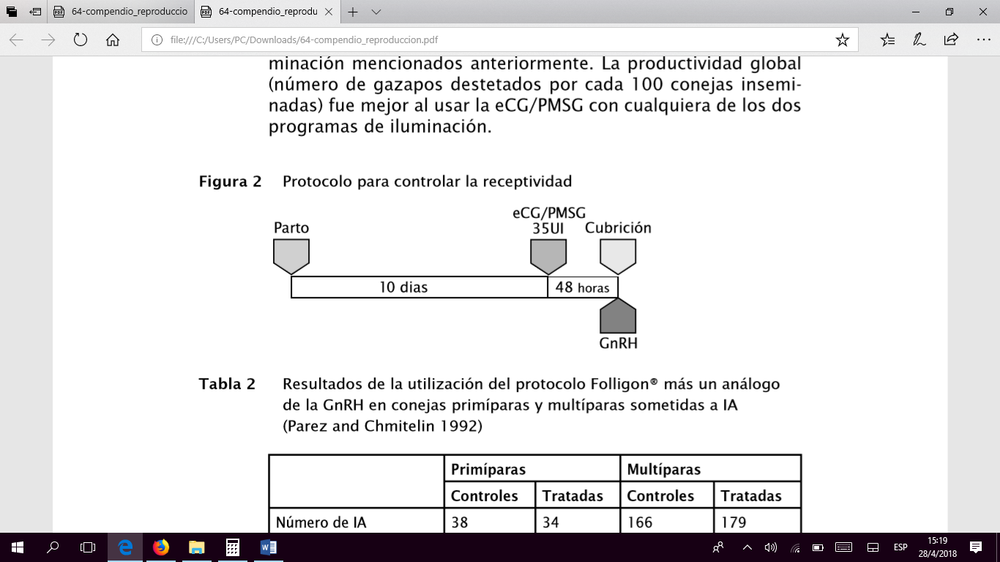 64-compendio_reproduccio
64-compendio_reprodu
file:///C:/Users/PC/Downloads/64-compendio_reproduccion.pdf
minación mencionados anteriormente. La productividad global
(número de gazapos destetados por cada 100 conejas insemi-
nadas) fue mejor al usar la eCG/PMSG con cualquiera de los dos
programas de iluminación.
Figura 2 Protocolo para controlar la receptividad
eCG/PMSG
Parto 35UI Cubrición
10 dias 48 horas
GnRH
Tabla 2 Resultados de la utilización del protocolo Folligon® más un análogo
de la GnRH en conejas primíparas y multíparas sometidas a IA
(Parez and Chmitelin 1992)
Primíparas Multíparas
Controles Tratadas Controles Tratadas
Número de IA 38 34 166 179
ESP
15:19
28/4/2018